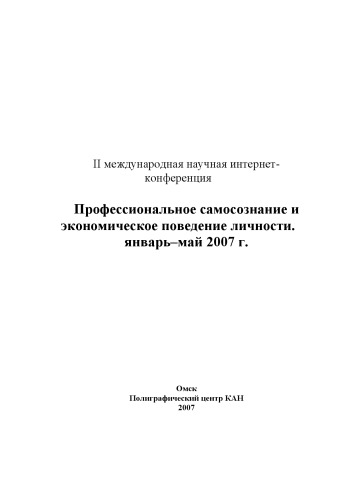 II международная научная интернет-
конференция
Профессиональное самосознание и
экономическое поведение личности.
январь–май 2007 г.
Омск
Полиграфический центр КАН
2007